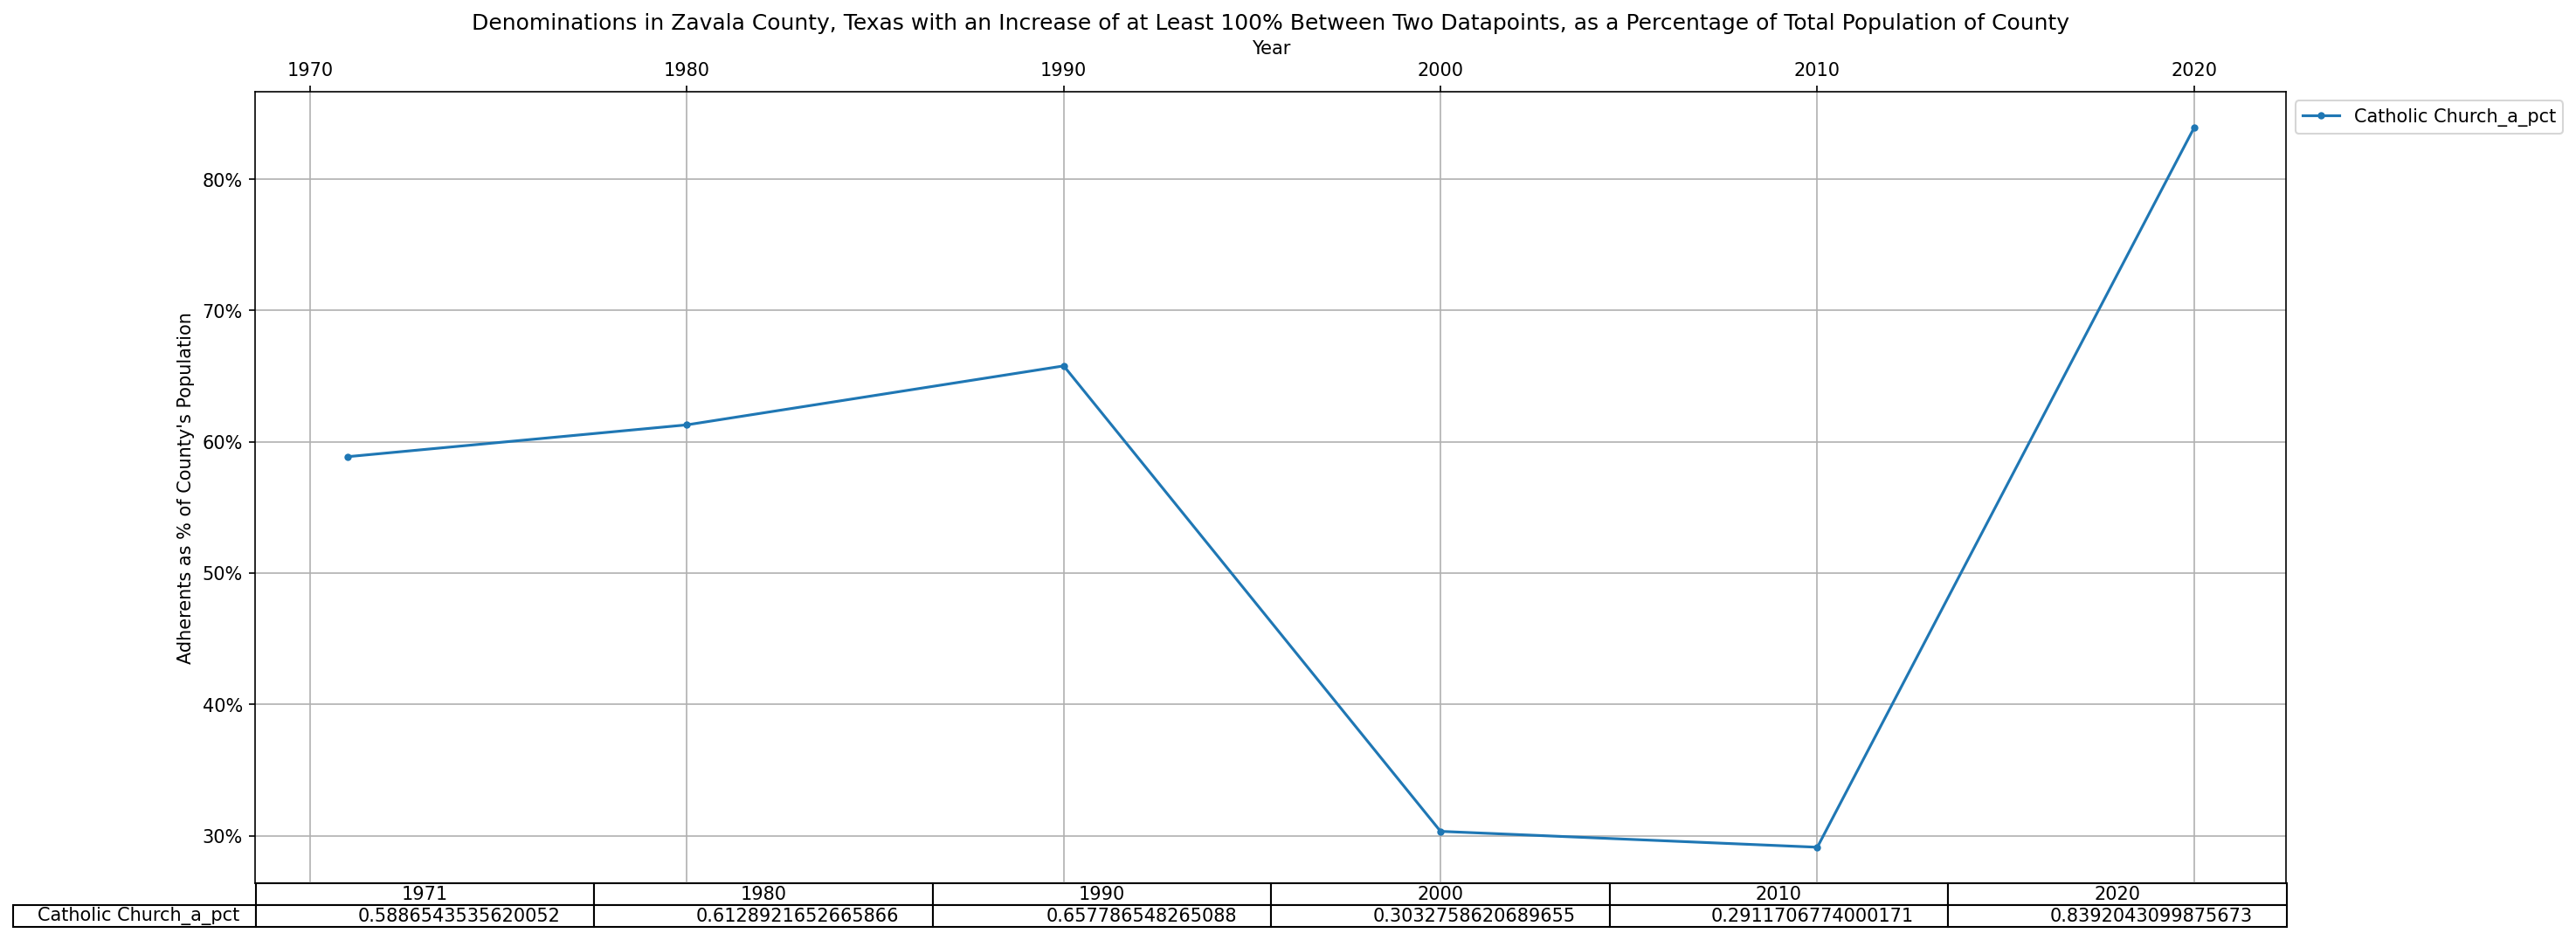 Denominations in Zavala County, Texas with an Increase of at Least 100% Between Two Datapoints, as a Percentage of Total Population of County
Year
1970 1980 1990 2000 2010 2020
Catholic Church_a_pct
80%
70%
60%
50%
40%
30%
Adherents as % of County's Population
1971 1980 1990 2000 2010 2020
Catholic Church_a_pct 0.5886543535620052 0.6128921652665866 0.657786548265088 0.3032758620689655 0.2911706774000171 0.8392043099875673